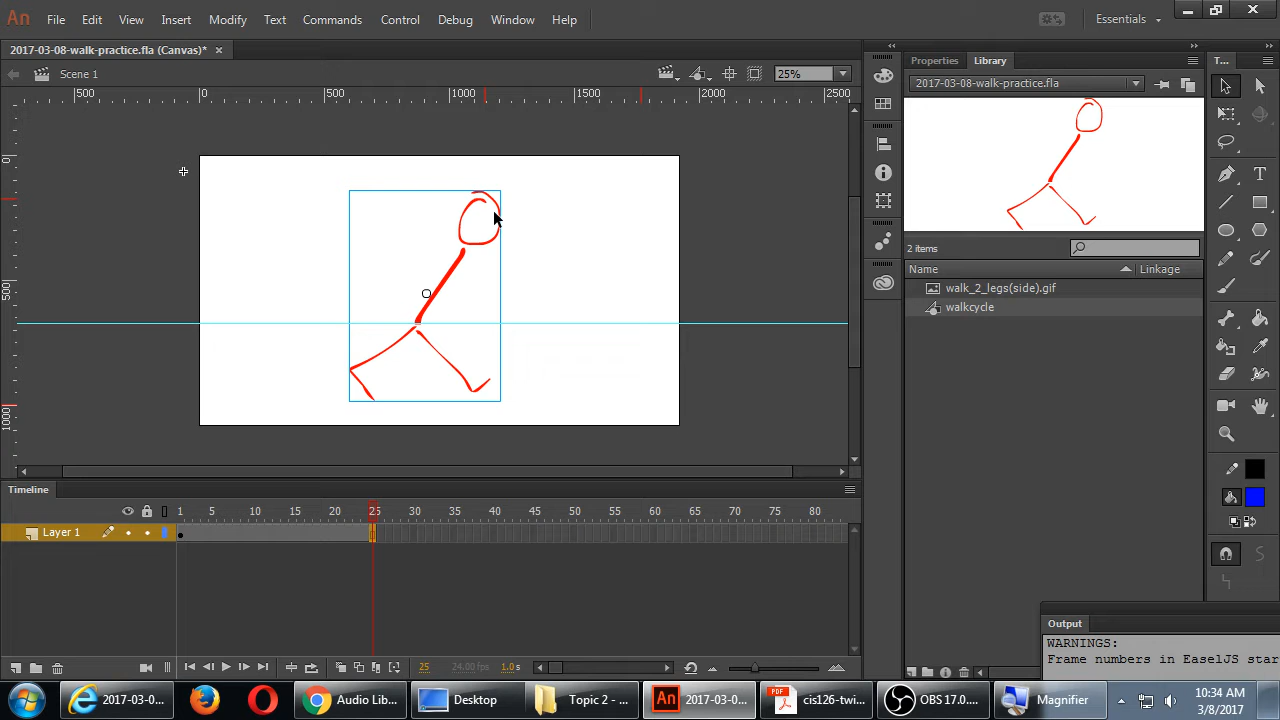 An File Edit View Insert Modify Text Commands Control Debug Window Help Essentials
2017-03-08-walk-practice.fla (Canvas)* ×
Scene 1 25%
500 0 500 1000 1500 2000 2500
0
500
1000
Properties Library
2017-03-08-walk-practice.fla
2 items
Name Linkage
walk_2_legs(side).gif
walkcycle
T...
T
Timeline
1 5 10 15 20 25 30 35 40 45 50 55 60 65 70 75 80
Layer 1
25 24.00 fps 1.0 s
Output
WARNINGS:
Frame numbers in EaselJS star
2017-03-0... Audio Lib... Desktop Topic 2 - ... An 2017-03-0... PDF cis126-twi... OBS 17.0.... Magnifier
10:34 AM
3/8/2017